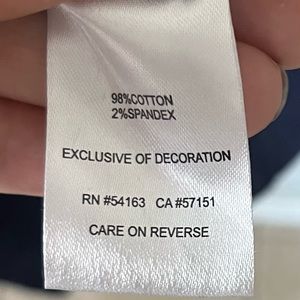 98%COTTON
2%SPANDEX
EXCLUSIVE OF DECORATION
RN #54163 CA #57151
CARE ON REVERSE